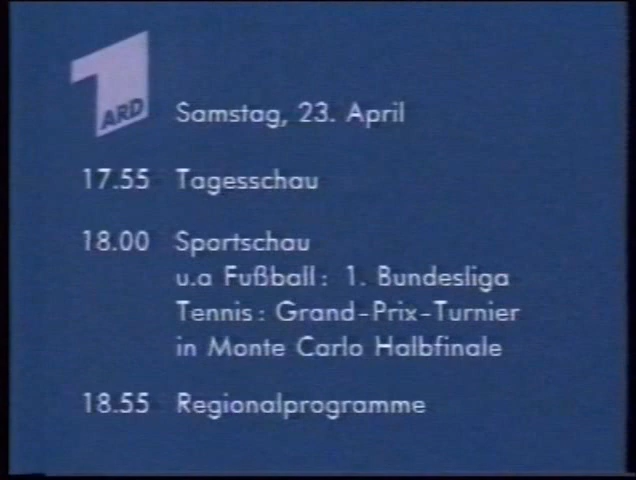 1
ARD
Samstag, 23. April
17.55 Tagesschau
18.00 Sportschau
u.a Fußball: 1. Bundesliga
Tennis: Grand-Prix-Turnier
in Monte Carlo Halbfinale
18.55 Regionalprogramme